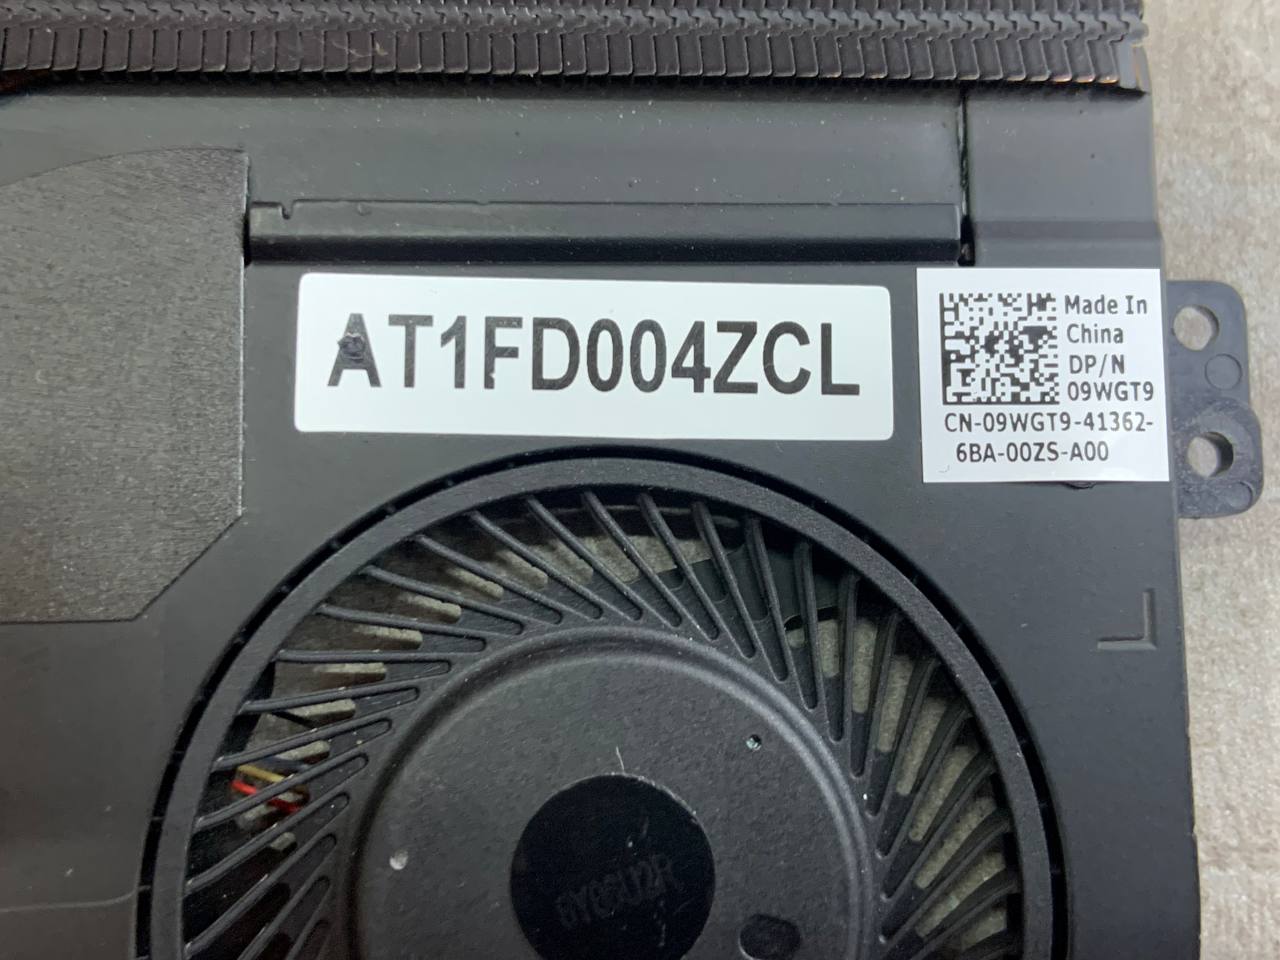 AT1FD004ZCL
Made In
China
DP/N
09WGT9
CN-09WGT9-41362-
6BA-00ZS-A00
L